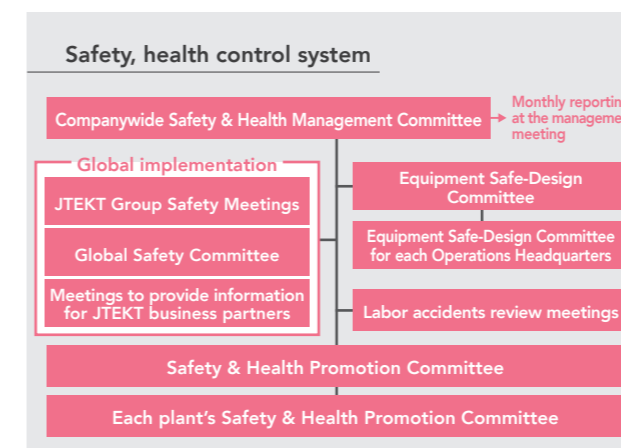 Safety, health control system
Companywide Safety & Health Management Committee
Monthly
at the
meeting
Global implementation
JTEKT Group Safety Meetings
Global Safety Committee
Meetings to provide information
for JTEKT business partners
Equipment Safe-Design
Committee
Equipment Safe-Design Committee
for each Operations Headquarters
Labor accidents review meetings
Safety & Health Promotion Committee
Each plant's Safety & Health Promotion Committee